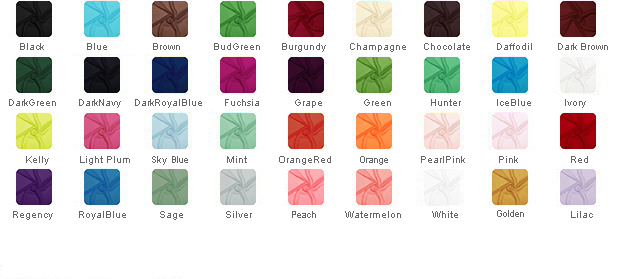 Black Blue Brown BudGreen Burgundy Champagne Chocolate Daffodil Dark Brown
DarkGreen DarkNavy DarkRoyalBlue Fuchsia Grape Green Hunter IceBlue Ivory
Kelly Light Plum Sky Blue Mint OrangeRed Orange PearlPink Pink Red
Regency RoyalBlue Sage Silver Peach Watermelon White Golden Lilac